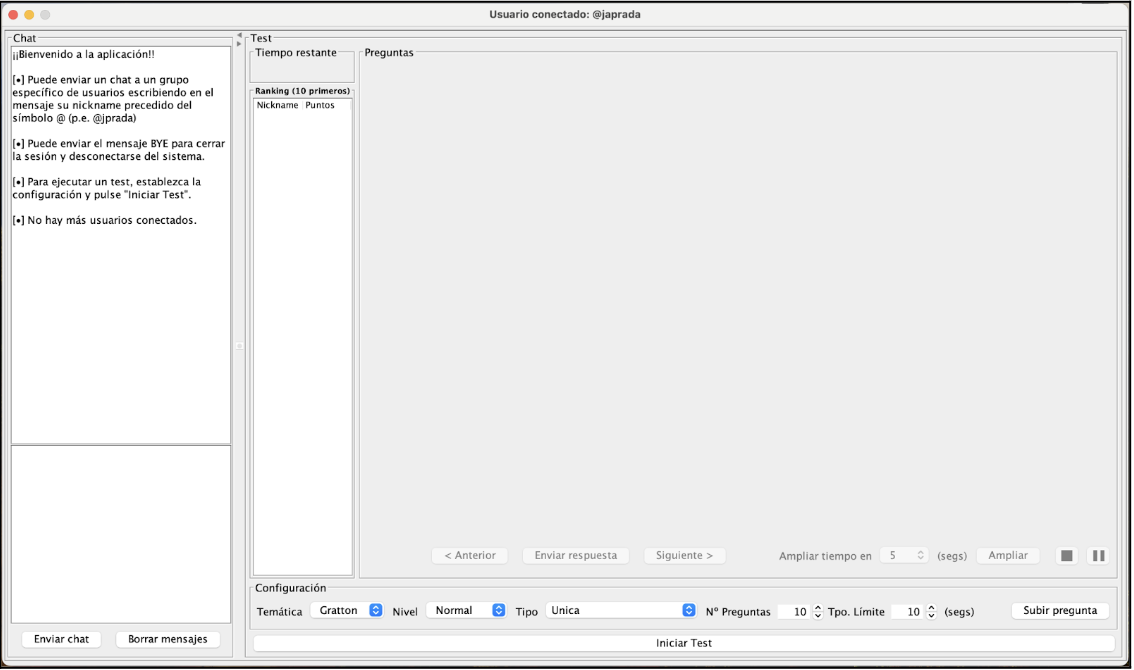 Usuario conectado: @japrada
Chat
¡¡Bienvenido a la aplicación!!
[•] Puede enviar un chat a un grupo
específico de usuarios escribiendo en el
mensaje su nickname precedido del
símbolo @ (p.e. @jprada)
[•] Puede enviar el mensaje BYE para cerrar
la sesión y desconectarse del sistema.
[•] Para ejecutar un test, establezca la
configuración y pulse "Iniciar Test".
[•] No hay más usuarios conectados.
Enviar chat Borrar mensajes
Test
Tiempo restante
Ranking (10 primeros)
Nickname Puntos
Preguntas
< Anterior Enviar respuesta Siguiente > Ampliar tiempo en 5 (segs) Ampliar
Configuración
Temática Gratton Nivel Normal Tipo Unica Nº Preguntas 10 Tpo. Límite 10 (segs) Subir pregunta
Iniciar Test